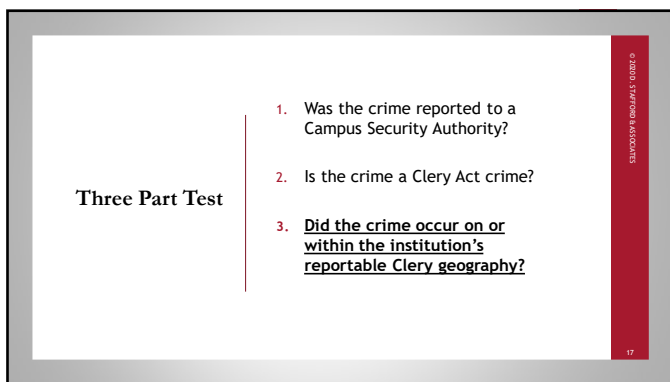 Three Part Test
1. Was the crime reported to a
Campus Security Authority?
2. Is the crime a Clery Act crime?
3. Did the crime occur on or
within the institution's
reportable Clery geography?
© 2020 D. STAFFORD & ASSOCIATES
17